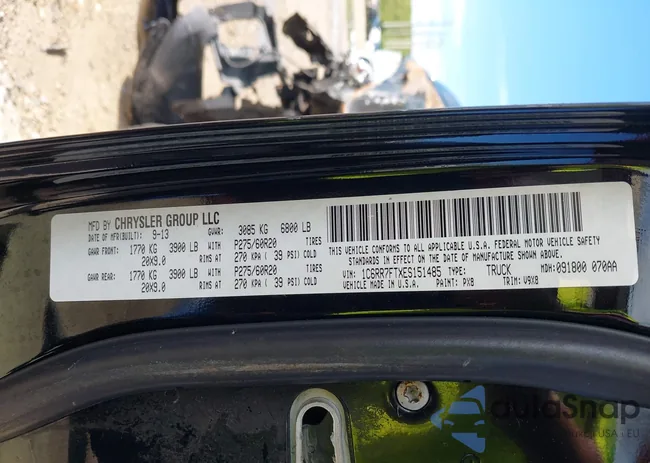 MFD BY CHRYSLER GROUP LLC
DATE OF MFR(BUILT): 9-13 GVWR: 3085 KG 6800 LB
GAWR FRONT: 1770 KG 3900 LB WITH P275/60R20 TIRES
20X9.0 RIMS AT 270 KPA ( 39 PSI) COLD
GAWR REAR: 1770 KG 3900 LB WITH P275/60R20 TIRES
20X9.0 RIMS AT 270 KPA ( 39 PSI) COLD
THIS VEHICLE CONFORMS TO ALL APPLICABLE U.S.A. FEDERAL MOTOR VEHICLE SAFETY
STANDARDS IN EFFECT ON THE DATE OF MANUFACTURE SHOWN ABOVE.
VIN: 1C6RR7FTXES151485 TYPE: TRUCK MDH: 091800 070AA
VEHICLE MADE IN U.S.A. PAINT: PX8 TRIM: V9X8
autaSnap
USA
EU